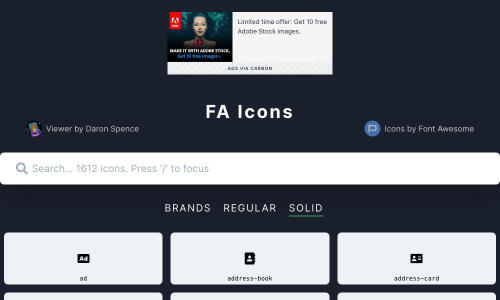 Adobe
Limited time offer: Get 10 free
Adobe Stock images.
MAKE IT WITH ADOBE STOCK.
Get 10 free images ›
ADS VIA CARBON
FA Icons
Viewer by Daron Spence
Icons by Font Awesome
Search... 1612 icons. Press '/' to focus
BRANDS REGULAR SOLID
Ad
ad
address-book
address-card